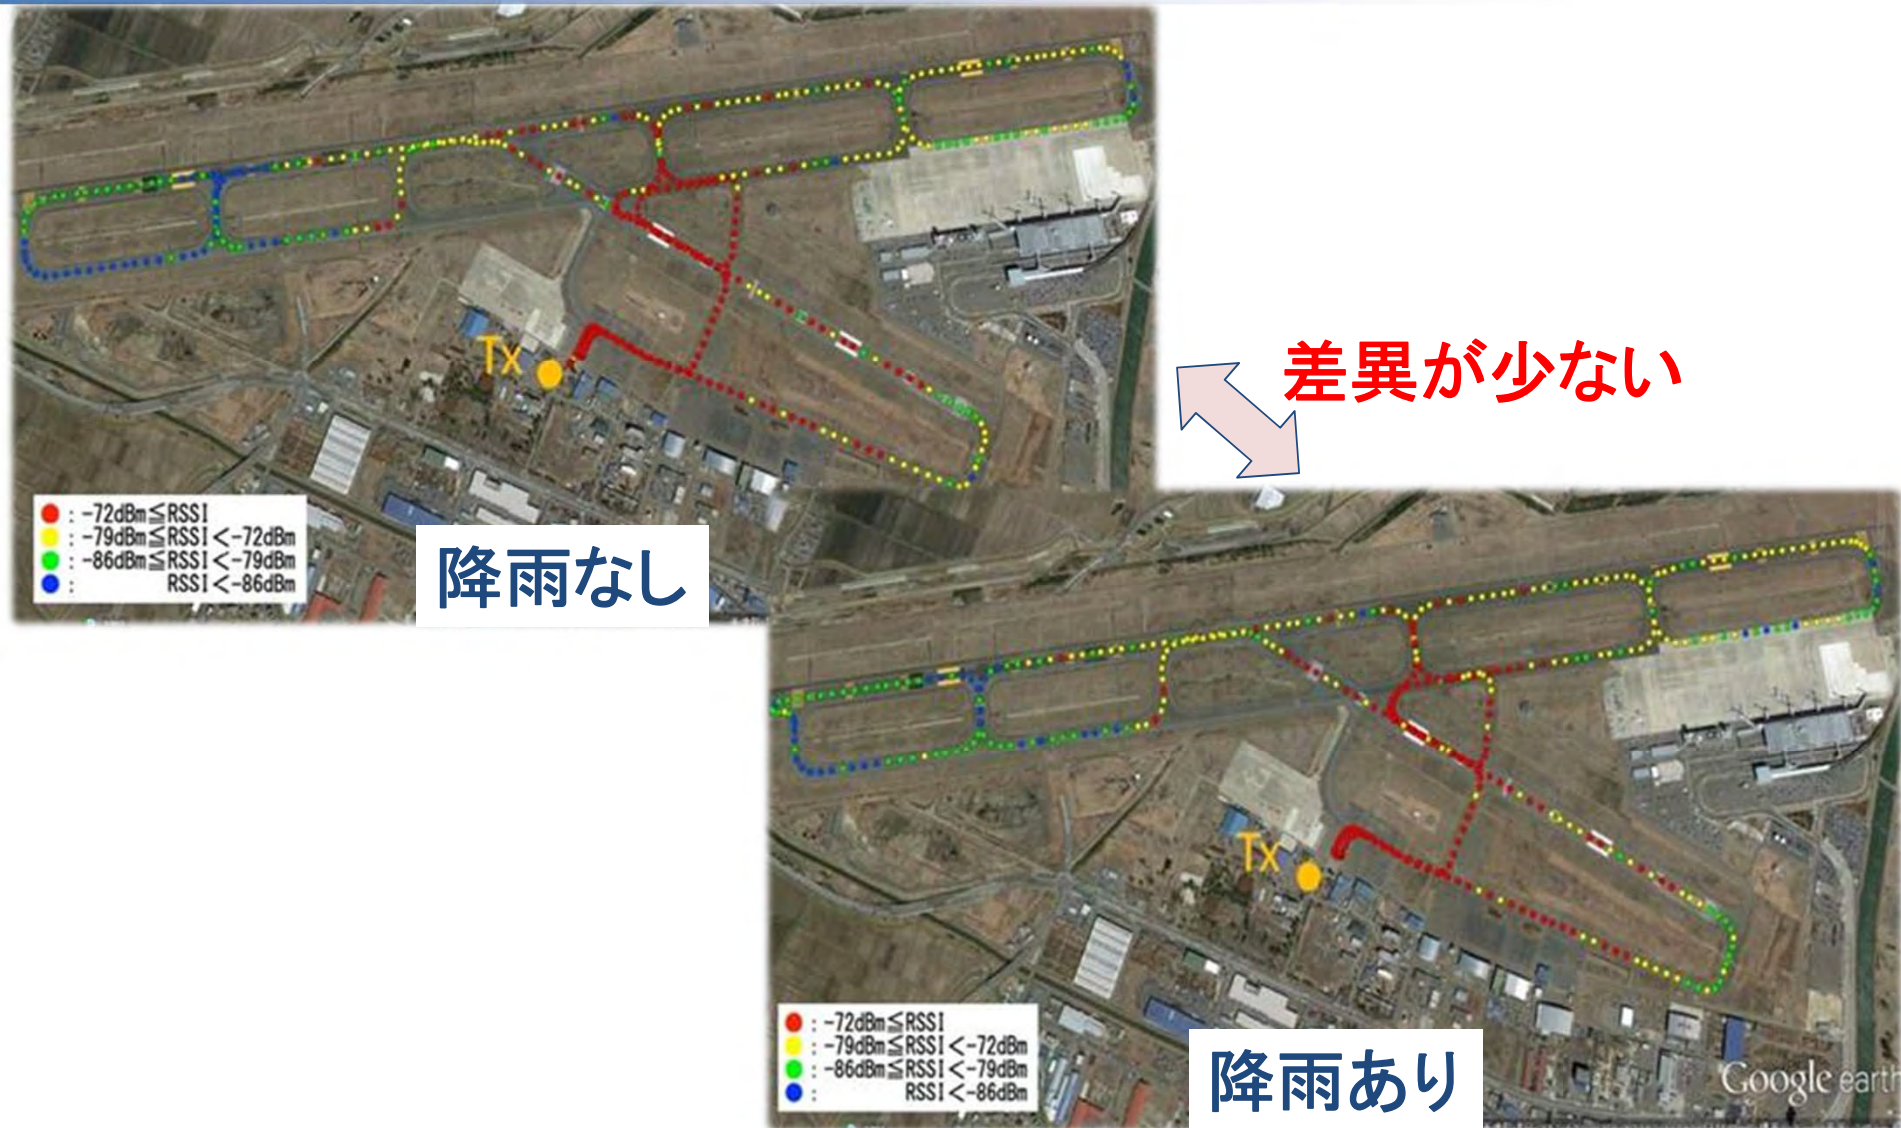 Tx
: -72dBm≦RSSI
: -79dBm≦RSSI<-72dBm
: -86dBm≦RSSI<-79dBm
: RSSI<-86dBm
降雨なし
差異が少ない
Tx
: -72dBm≦RSSI
: -79dBm≦RSSI<-72dBm
: -86dBm≦RSSI<-79dBm
: RSSI<-86dBm
降雨あり
Google earth